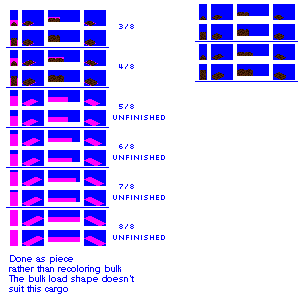 3/8
4/8
5/8
UNFINISHED
6/8
UNFINISHED
7/8
UNFINISHED
8/8
UNFINISHED
Done as piece
rather than recoloring bulk
The bulk load shape doesn't
suit this cargo